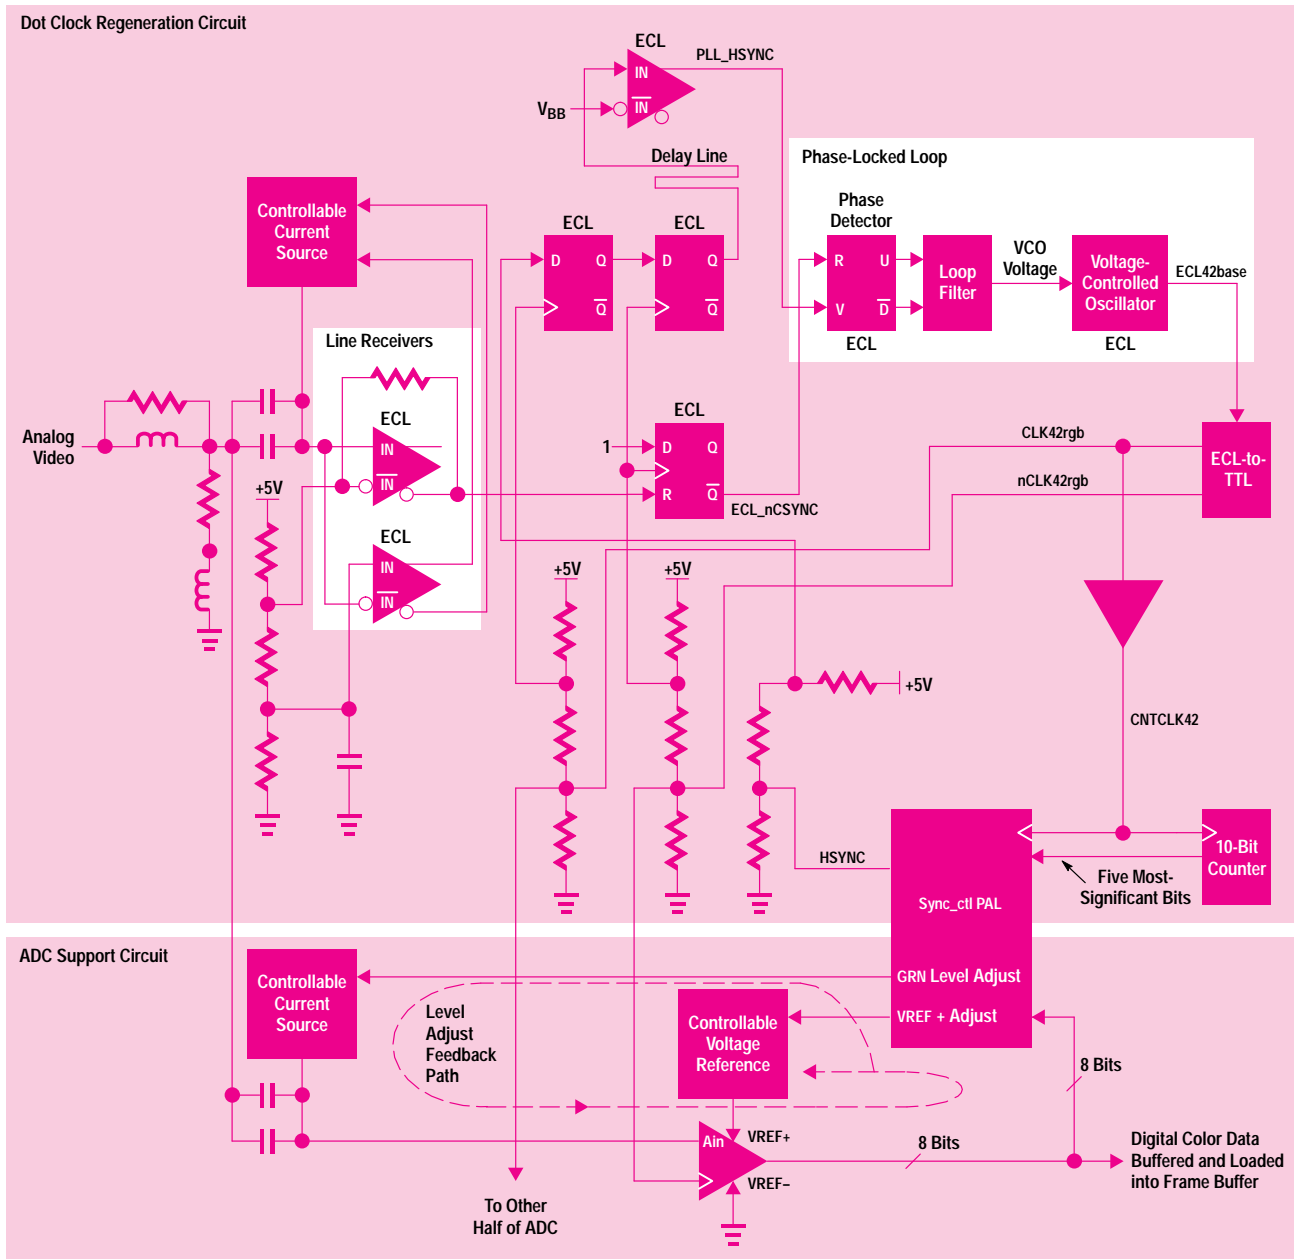 Dot Clock Regeneration Circuit
ECL
PLL_HSYNC
IN
IN
VBB
Delay Line
Phase-Locked Loop
Controllable
Current
Source
ECL
D
Q
Q
ECL
D
Q
Q
Phase
Detector
R
U
V
D
ECL
Loop
Filter
VCO
Voltage
Voltage-
Controlled
Oscillator
ECL
ECL42base
Line Receivers
ECL
IN
IN
ECL
IN
IN
Analog
Video
+5V
ECL
1
D
Q
R
Q
ECL_nCSYNC
CLK42rgb
nCLK42rgb
ECL-to-
TTL
+5V
+5V
+5V
CNTCLK42
HSYNC
10-Bit
Counter
Five Most-
Significant Bits
Sync_ctl PAL
GRN Level Adjust
VREF + Adjust
ADC Support Circuit
Controllable
Current
Source
Level
Adjust
Feedback
Path
Controllable
Voltage
Reference
8 Bits
Ain
VREF+
VREF–
8 Bits
To Other
Half of ADC
Digital Color Data
Buffered and Loaded
into Frame Buffer